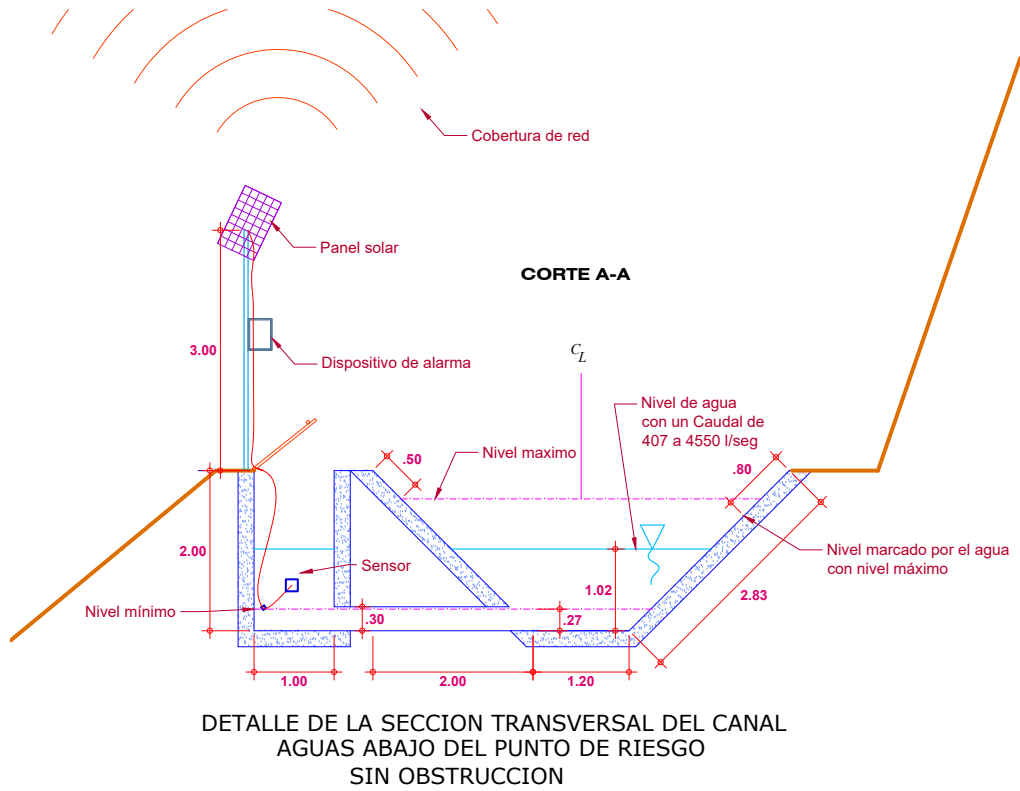 Cobertura de red
Panel solar
CORTE A-A
3.00
Dispositivo de alarma
CL
Nivel de agua
con un Caudal de
407 a 4550 l/seg
Nivel maximo
.50
.80
2.00
Sensor
Nivel marcado por el agua
con nivel máximo
1.02
2.83
Nivel mínimo
.30
.27
1.00
2.00
1.20
DETALLE DE LA SECCION TRANSVERSAL DEL CANAL
AGUAS ABAJO DEL PUNTO DE RIESGO
SIN OBSTRUCCION